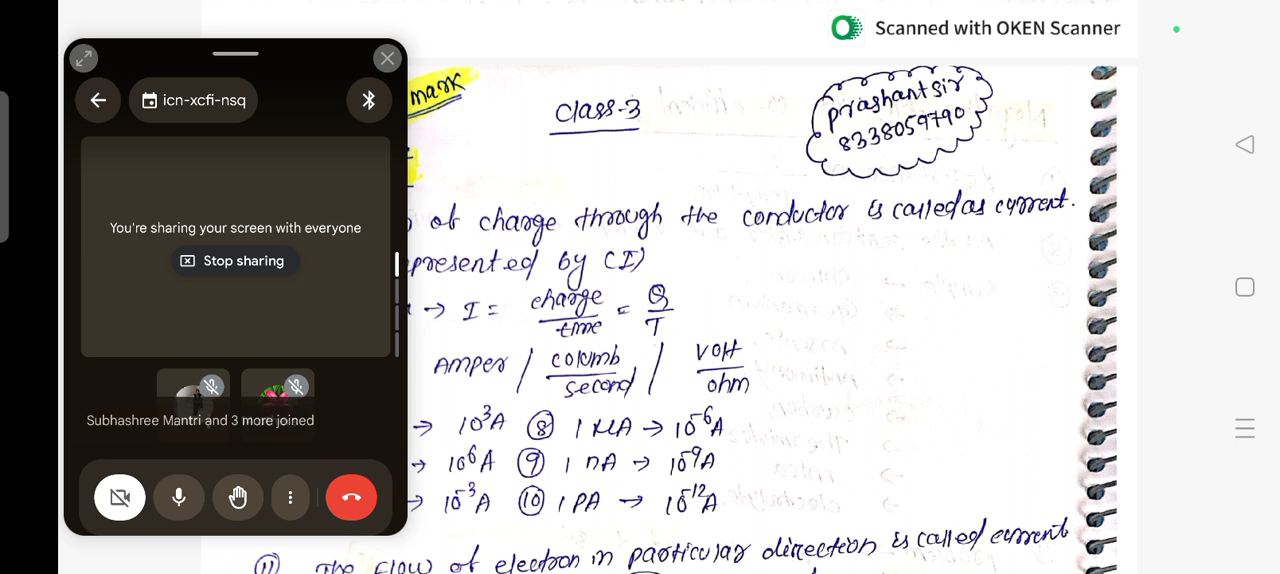 Scanned with OKEN Scanner
icn-xcfi-nsq
You're sharing your screen with everyone
Stop sharing
Subhashree Mantri and 3 more joined
mark
Class-3
prashant sir
8338059790
of charge through the conductor is called as current.
presented by (I)
→ I = charge/time = Q/T
Amper / coulomb/second / volt/ohm
→ 10³A ⑧ 1 μA → 10⁻⁶A
→ 10⁶A ⑨ 1 nA → 10⁻⁹A
→ 10⁻³A ⑩ 1 PA → 10⁻¹²A
⑪ The flow of electron in particular direction is called current